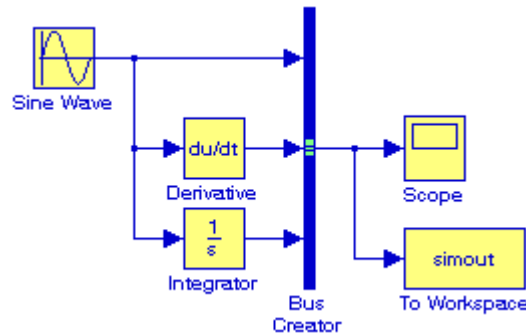 Sine Wave
du/dt
Derivative
1
s
Integrator
Bus
Creator
Scope
simout
To Workspace